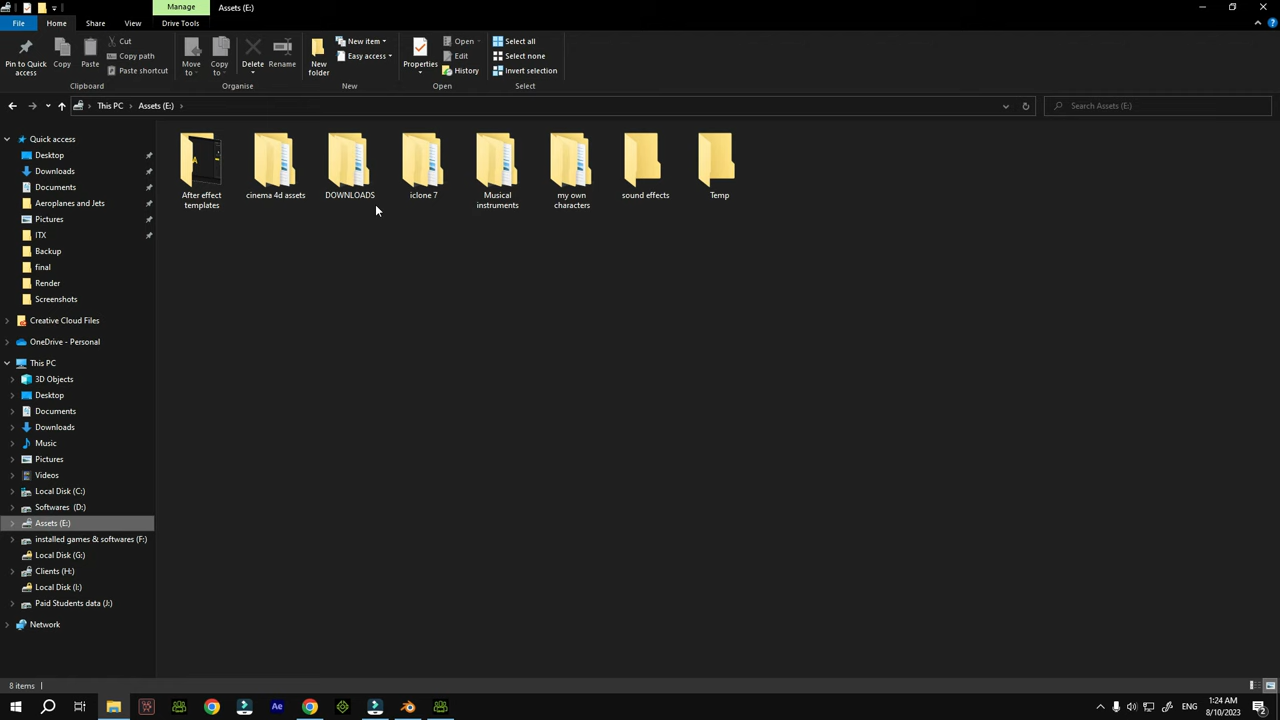 Manage
Assets (E:)
File
Home
Share
View
Drive Tools
Pin to Quick
access
Copy
Paste
Cut
Copy path
Paste shortcut
Clipboard
Move
to
Copy
to
Delete
Rename
Organise
New
folder
New item
Easy access
New
Properties
Open
Edit
History
Open
Select all
Select none
Invert selection
Select
This PC
Assets (E:)
Search Assets (E:)
Quick access
Desktop
Downloads
Documents
Aeroplanes and Jets
Pictures
ITX
Backup
final
Render
Screenshots
Creative Cloud Files
OneDrive - Personal
This PC
3D Objects
Desktop
Documents
Downloads
Music
Pictures
Videos
Local Disk (C:)
Softwares (D:)
Assets (E:)
installed games & softwares (F:)
Local Disk (G:)
Clients (H:)
Local Disk (I:)
Paid Students data (J:)
Network
After effect
templates
cinema 4d assets
DOWNLOADS
iclone 7
Musical
instruments
my own
characters
sound effects
Temp
8 items
Ae
ENG
1:24 AM
8/10/2023
2